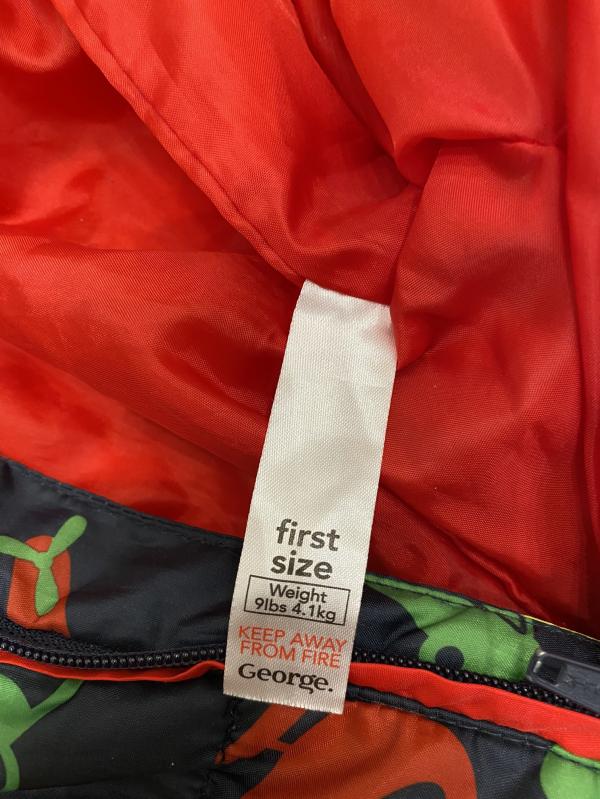 first
size
Weight
9lbs 4.1kg
KEEP AWAY
FROM FIRE
George.